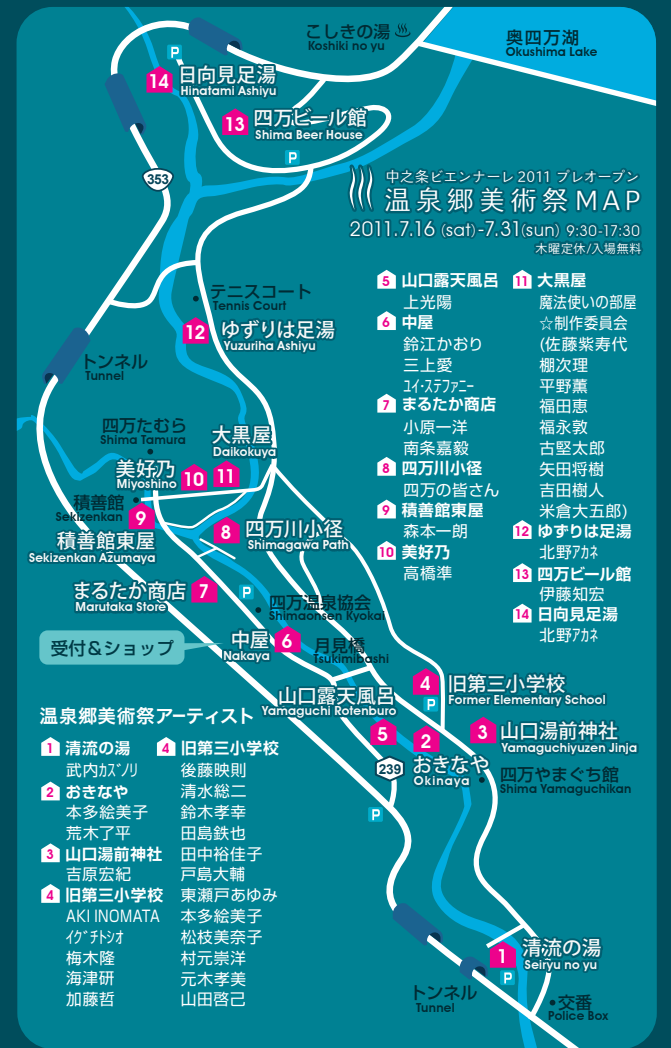 こしきの湯
Koshiki no yu
奥四万湖
Okushima Lake
P
14 日向見足湯
Hinatami Ashiyu
13 四万ビール館
Shima Beer House
P
353
中之条ビエンナーレ 2011 プレオープン
温泉郷美術祭MAP
2011.7.16 (sat)-7.31(sun) 9:30-17:30
木曜定休/入場無料
5 山口露天風呂
上光陽
6 中屋
鈴江かおり
三上愛
ユイ・ステファニー
7 まるたか商店
小原一洋
南条嘉毅
8 四万川小径
四万の皆さん
9 積善館東屋
森本一朗
10 美好乃
高橋準
11 大黒屋
魔法使いの部屋
☆制作委員会
(佐藤紫寿代
棚次理
平野薫
福田恵
福永敦
古堅太郎
矢田将樹
吉田樹人
米倉大五郎)
12 ゆずりは足湯
北野アカネ
13 四万ビール館
伊藤知宏
14 日向見足湯
北野アカネ
テニスコート
Tennis Court
12 ゆずりは足湯
Yuzuriha Ashiyu
トンネル
Tunnel
四万たむら
Shima Tamura
大黒屋
Daikokuya
美好乃
Miyoshino
10
11
積善館
Sekizenkan
9
積善館東屋
Sekizenkan Azumaya
8 四万川小径
Shimagawa Path
まるたか商店 7
Marutaka Store
P
四万温泉協会
Shimaonsen Kyokai
受付&ショップ
中屋 6
Nakaya
月見橋
Tsukimibashi
山口露天風呂
Yamaguchi Rotenburo
5
4 旧第三小学校
Former Elementary School
P
2
おきなや
Okinaya
3 山口湯前神社
Yamaguchiyuzen Jinja
239
四万やまぐち館
Shima Yamaguchikan
P
温泉郷美術祭アーティスト
1 清流の湯
武内カズノリ
2 おきなや
本多絵美子
荒木了平
3 山口湯前神社
吉原宏紀
4 旧第三小学校
AKI INOMATA
イグチトシオ
梅木隆
海津研
加藤哲
4 旧第三小学校
後藤映則
清水総二
鈴木孝幸
田島鉄也
田中裕佳子
戸島大輔
東瀬戸あゆみ
本多絵美子
松枝美奈子
村元崇洋
元木孝美
山田啓己
1 清流の湯
Seiryu no yu
P
トンネル
Tunnel
交番
Police Box